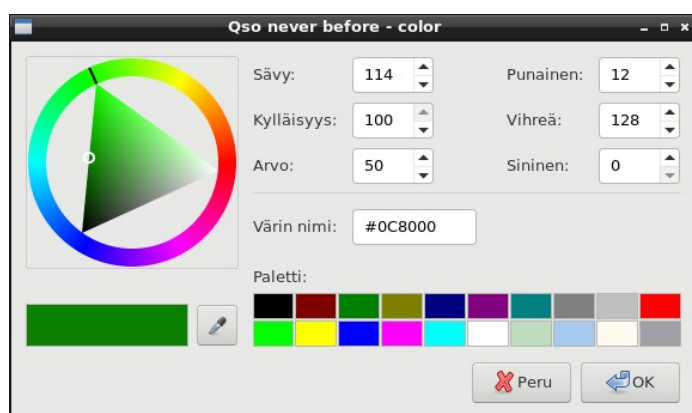 Qso never before - color
Sävy: 114 Punainen: 12
Kylläisyys: 100 Vihreä: 128
Arvo: 50 Sininen: 0
Värin nimi: #0C8000
Paletti:
Peru OK